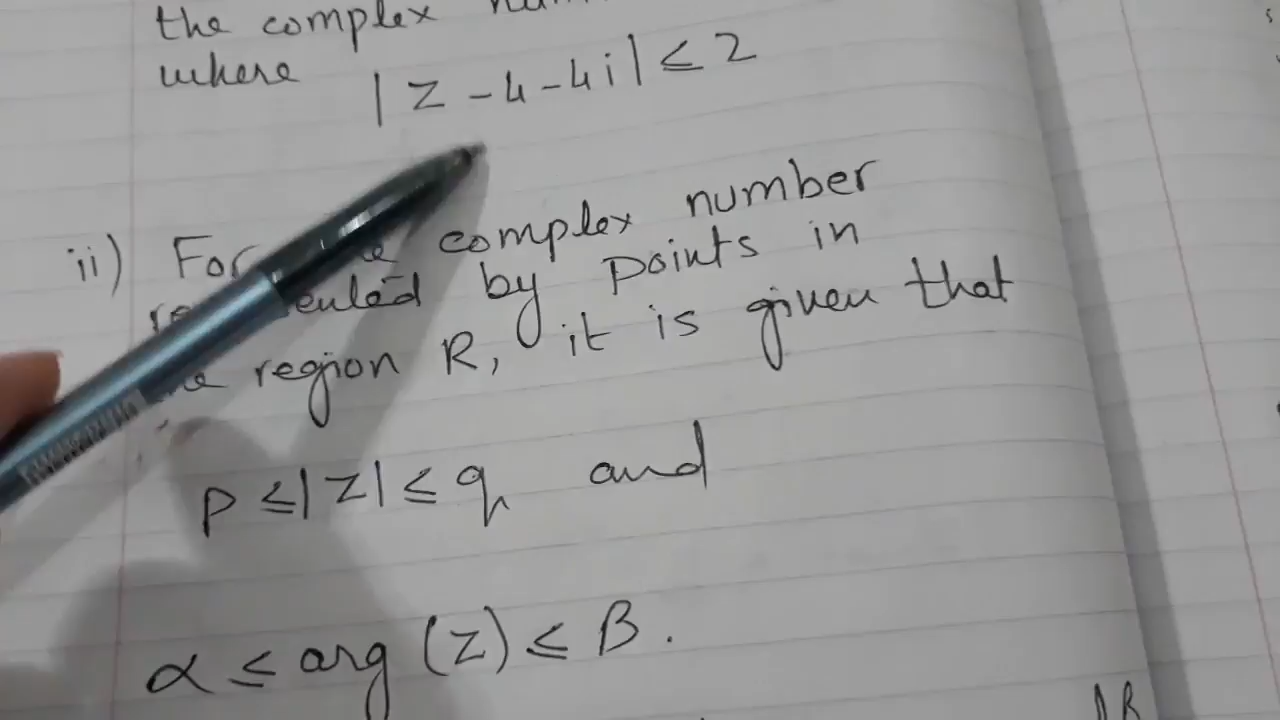 the complex
where |z-4-4i| ≤ 2
ii) For complex number
by points in
region R, it is given that
p ≤ |z| ≤ q and
α ≤ arg (z) ≤ β.